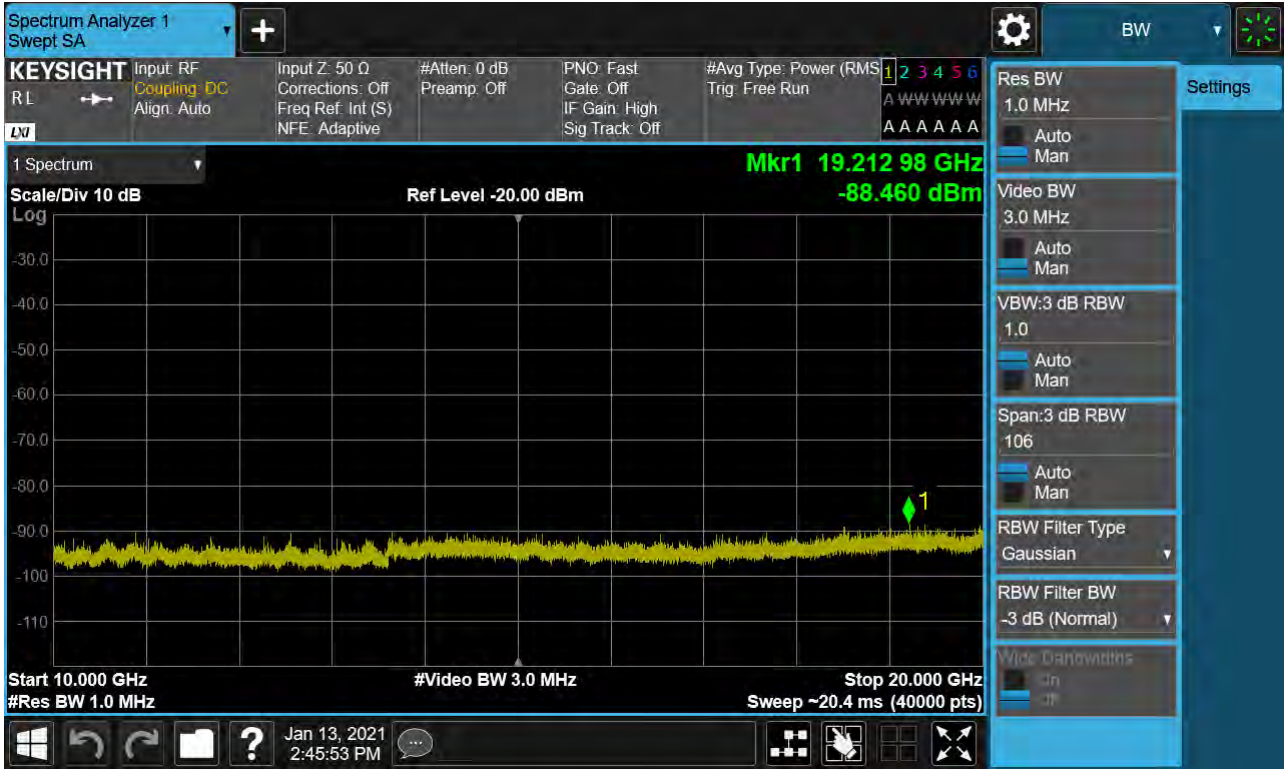 Spectrum Analyzer 1
Swept SA
BW
KEYSIGHT
R L
LXI
Input: RF
Coupling: DC
Align: Auto
Input Z: 50 Ω
Corrections: Off
Freq Ref: Int (S)
NFE: Adaptive
#Atten: 0 dB
Preamp: Off
PNO: Fast
Gate: Off
IF Gain: High
Sig Track: Off
#Avg Type: Power (RMS
Trig: Free Run
1 2 3 4 5 6
A W W W W W
A A A A A A
1 Spectrum
Scale/Div 10 dB
Ref Level -20.00 dBm
Mkr1 19.212 98 GHz
-88.460 dBm
Log
-30.0
-40.0
-50.0
-60.0
-70.0
-80.0
-90.0
-100
-110
1
Start 10.000 GHz
#Video BW 3.0 MHz
Stop 20.000 GHz
#Res BW 1.0 MHz
Sweep ~20.4 ms (40000 pts)
Res BW
1.0 MHz
Auto
Man
Video BW
3.0 MHz
Auto
Man
VBW:3 dB RBW
1.0
Auto
Man
Span:3 dB RBW
106
Auto
Man
RBW Filter Type
Gaussian
RBW Filter BW
-3 dB (Normal)
Settings
?
Jan 13, 2021
2:45:53 PM